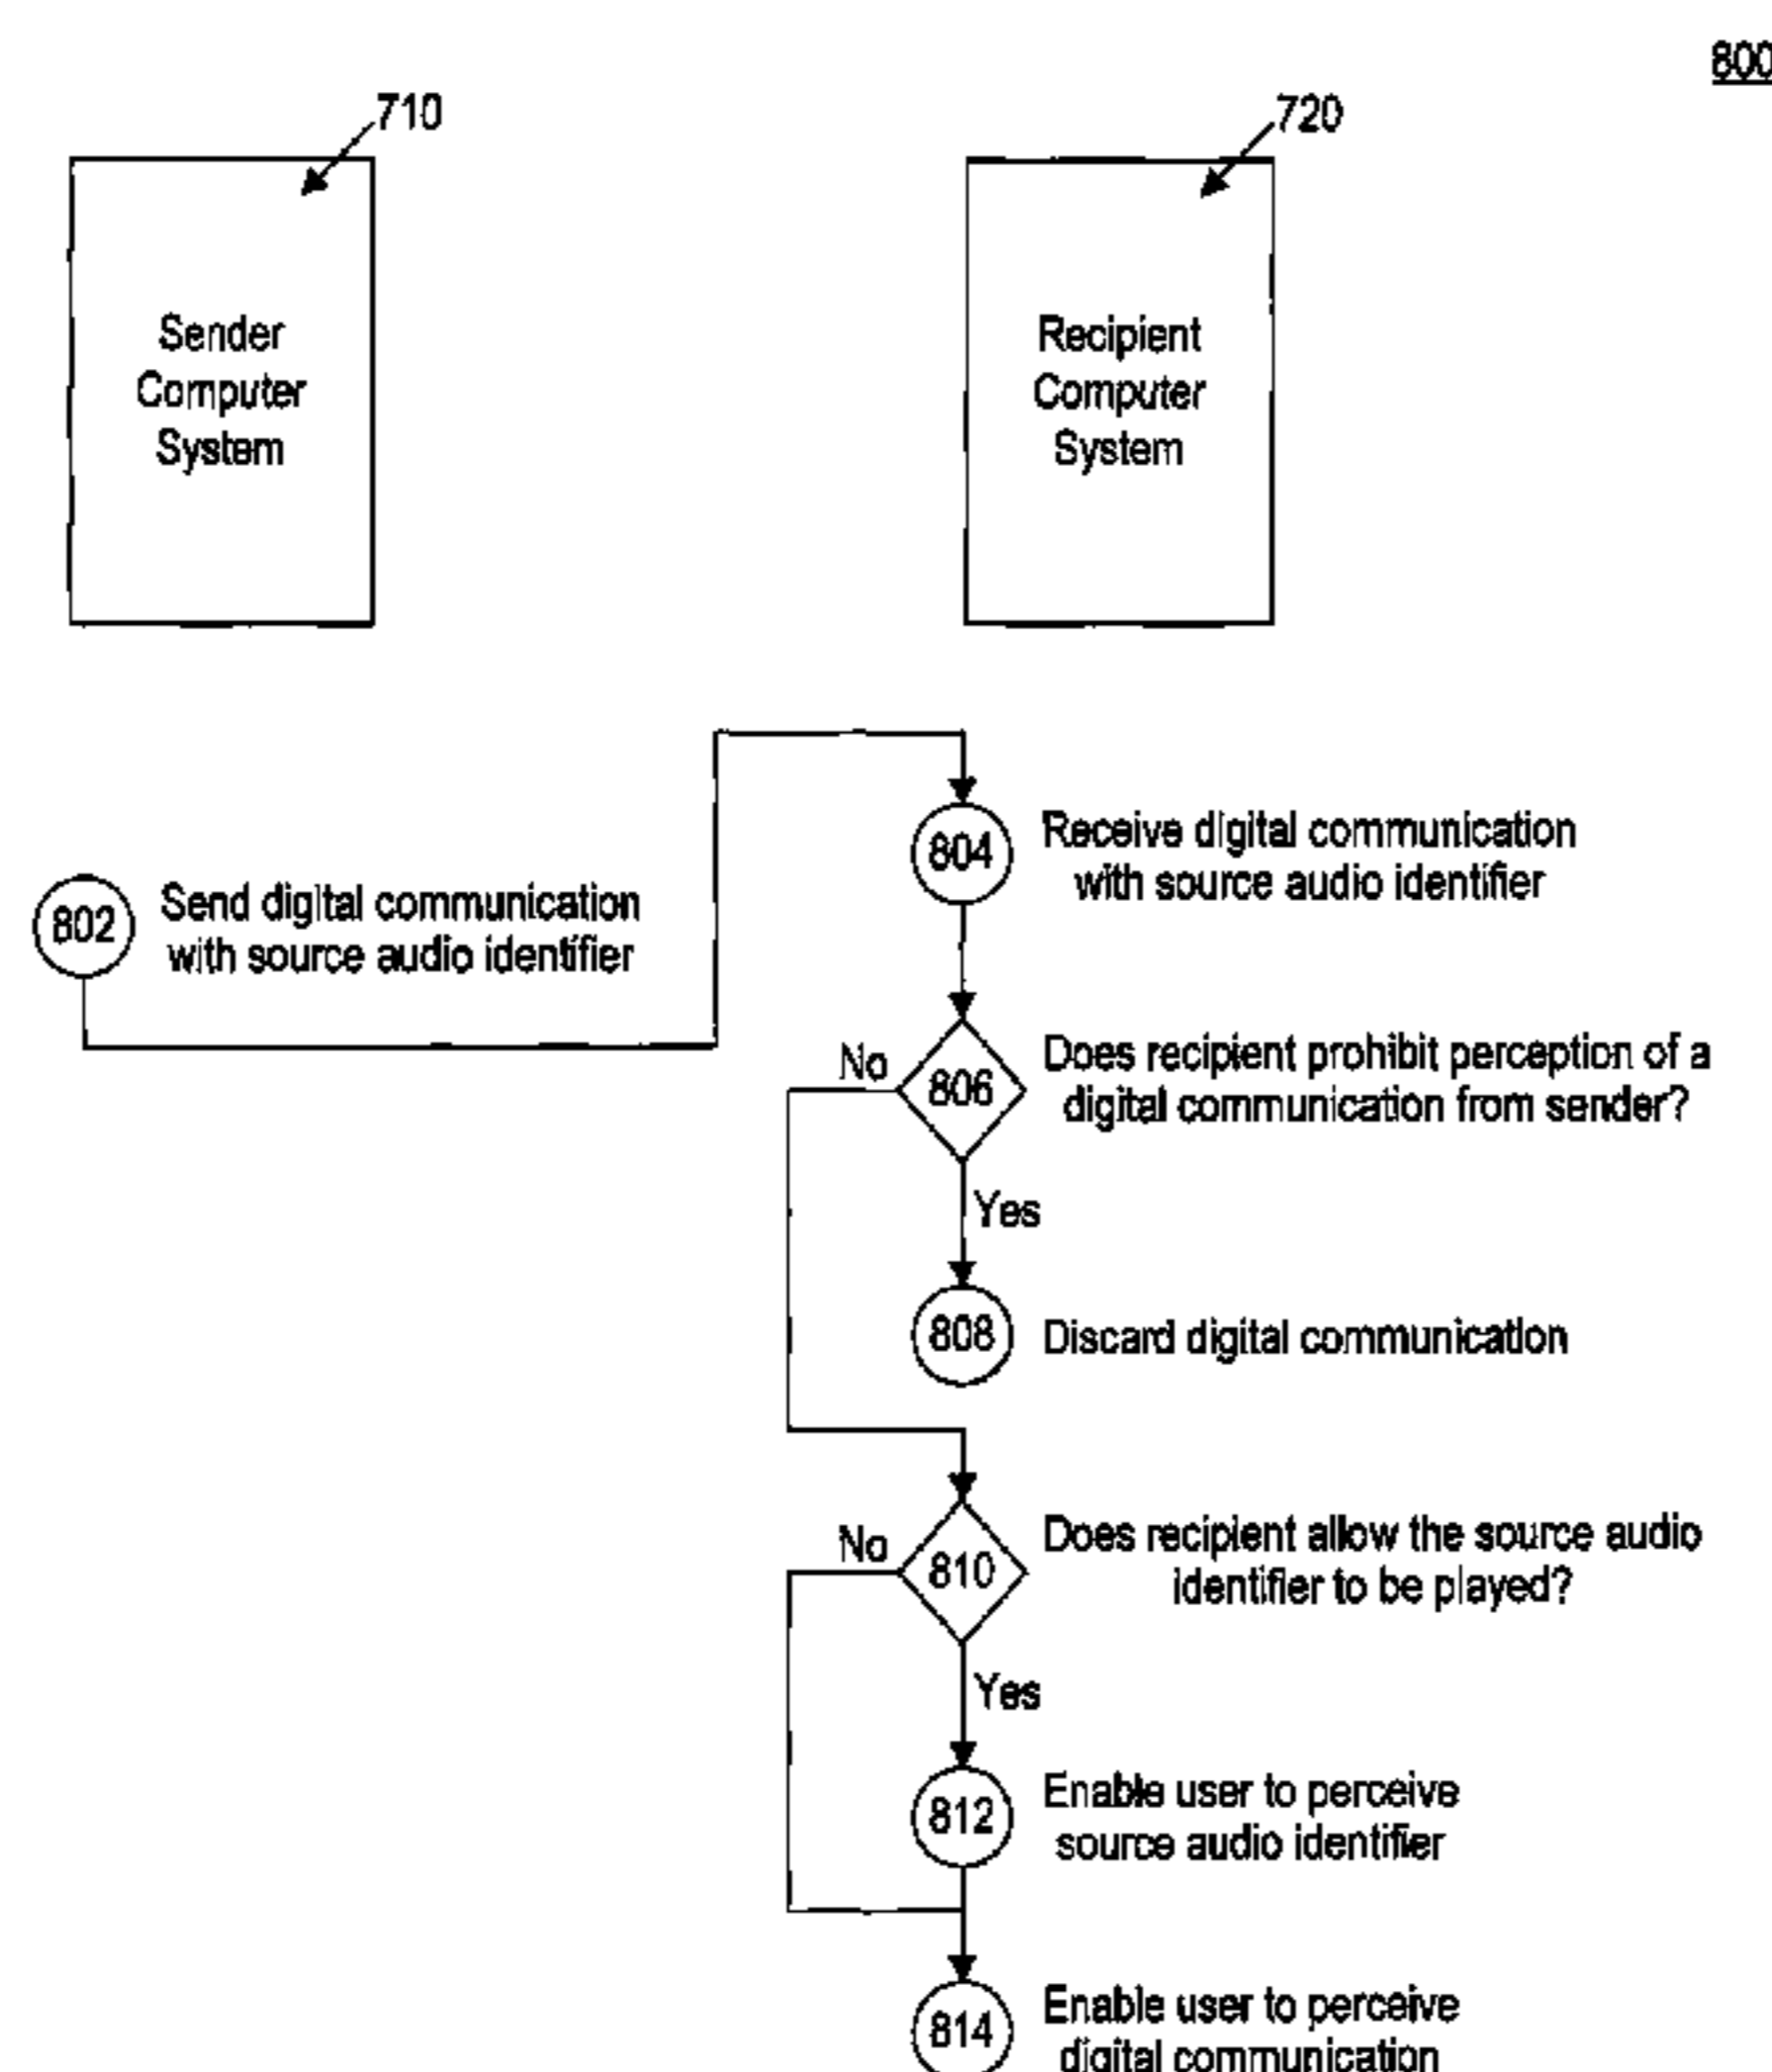 800
710
720
Sender
Computer
System
Recipient
Computer
System
804
Receive digital communication
with source audio identifier
802
Send digital communication
with source audio identifier
No
806
Does recipient prohibit perception of a
digital communication from sender?
Yes
808
Discard digital communication
No
810
Does recipient allow the source audio
identifier to be played?
Yes
812
Enable user to perceive
source audio identifier
814
Enable user to perceive
digital communication